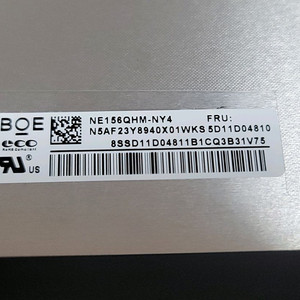 BOE NE156QHM-NY4 FRU:
eco N5AF23Y8940X01WKS 5D11D04810
8SSD11D04811B1CQ3B31V75
US